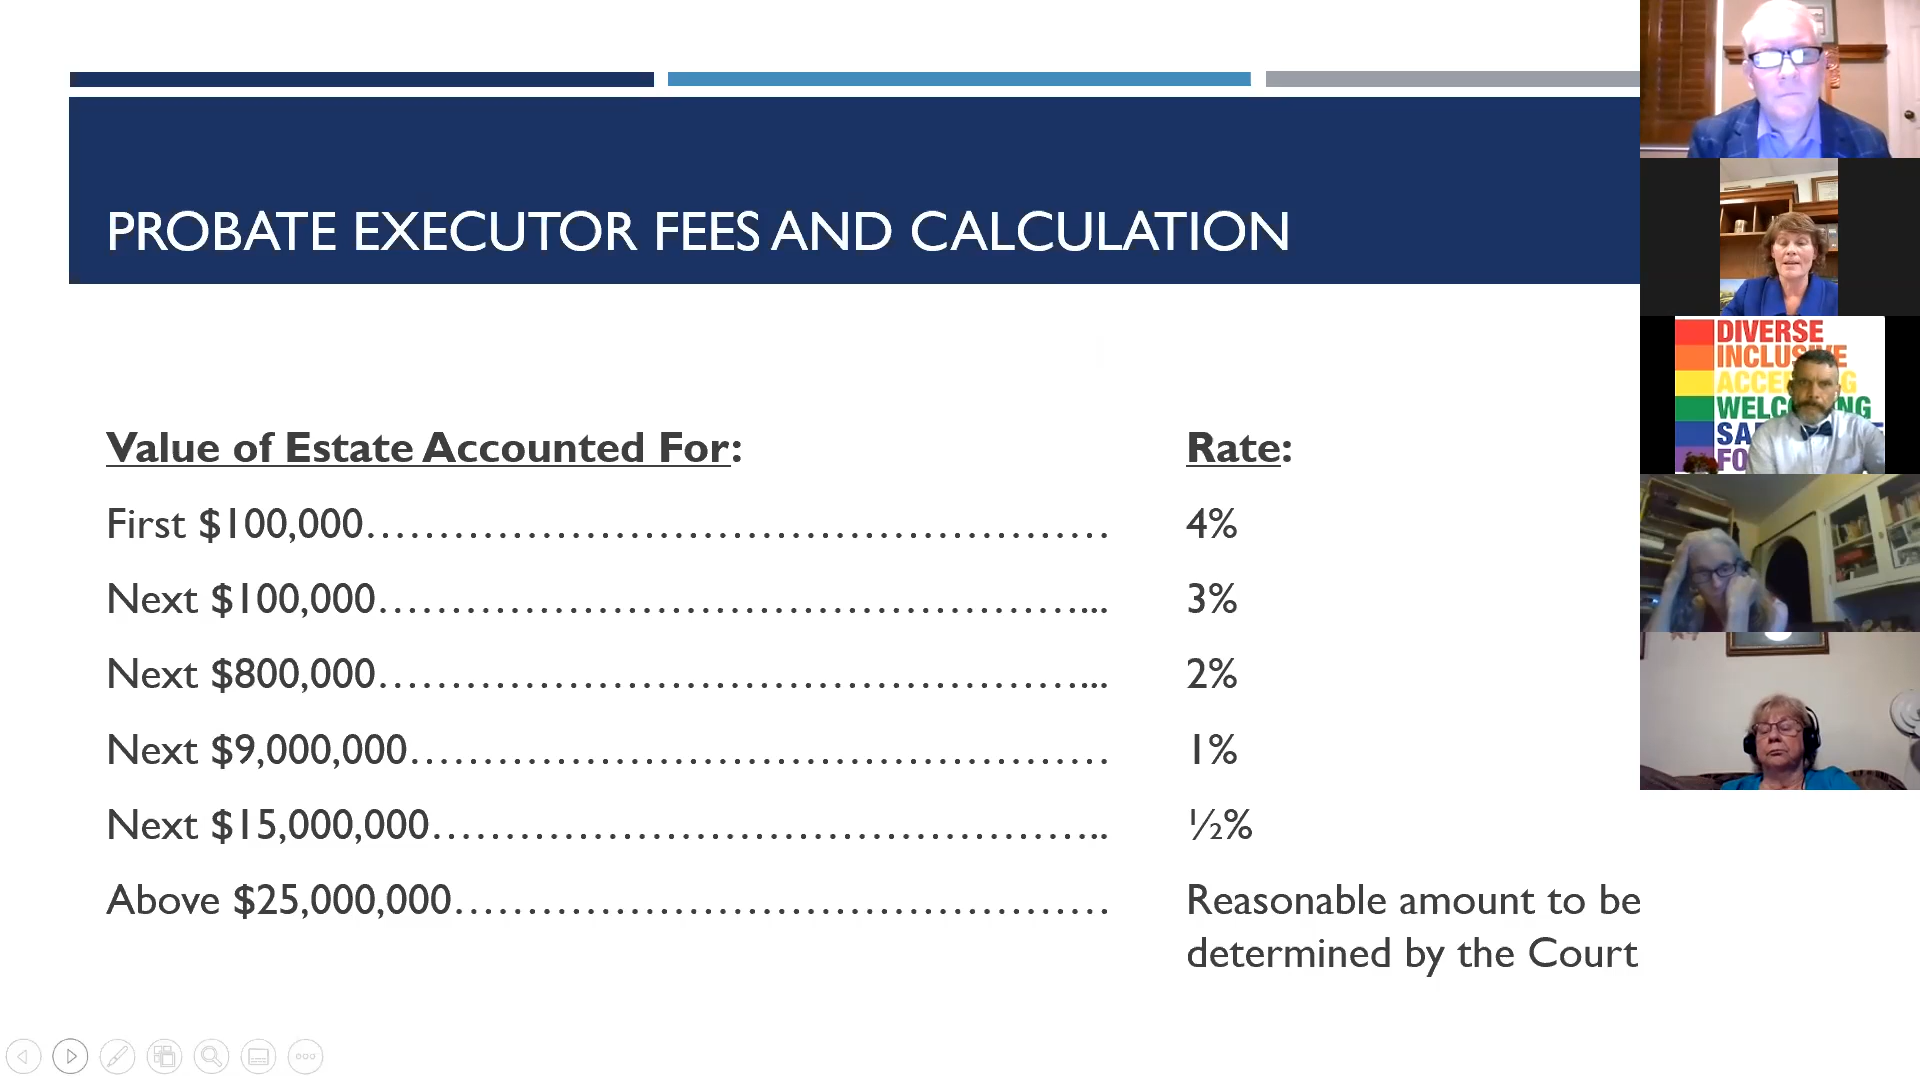 PROBATE EXECUTOR FEES AND CALCULATION
Value of Estate Accounted For: Rate:
First $100,000…………………………………………… 4%
Next $100,000…………………………………………... 3%
Next $800,000…………………………………………... 2%
Next $9,000,000………………………………………… 1%
Next $15,000,000……………………………………….. ½%
Above $25,000,000……………………………………… Reasonable amount to be
determined by the Court
DIVERSE
INCLUSIVE